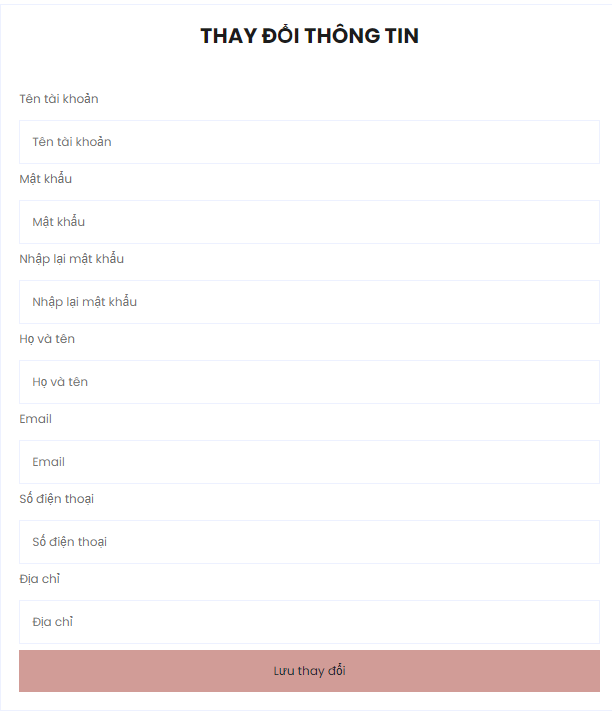 THAY ĐỔI THÔNG TIN
Tên tài khoản
Tên tài khoản
Mật khẩu
Mật khẩu
Nhập lại mật khẩu
Nhập lại mật khẩu
Họ và tên
Họ và tên
Email
Email
Số điện thoại
Số điện thoại
Địa chỉ
Địa chỉ
Lưu thay đổi